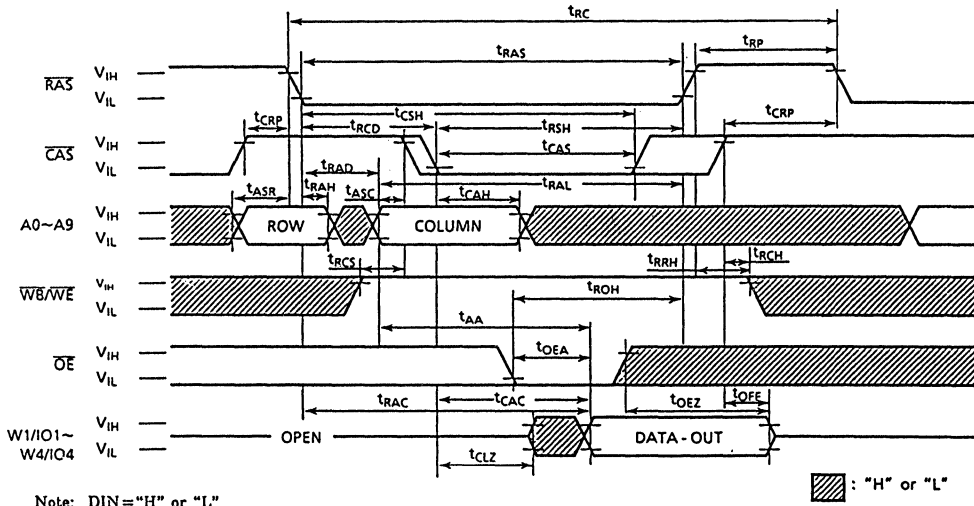 tRC
tRAS
tRP
RAS
VIH
VIL
tCRP
tCSH
tRCD
tRSH
tCRP
CAS
VIH
VIL
tCAS
tRAD
tRAL
tASR
tRAH
tASC
tCAH
A0~A9
VIH
VIL
ROW
COLUMN
tRCS
tRRH
tRCH
WB/WE
VIH
VIL
tROH
tAA
OE
VIH
VIL
tOEA
tRAC
tCAC
tOEZ
tOFF
W1/IO1~
W4/IO4
VIH
VIL
OPEN
DATA-OUT
tCLZ
Note: DIN="H" or "L"
: "H" or "L"